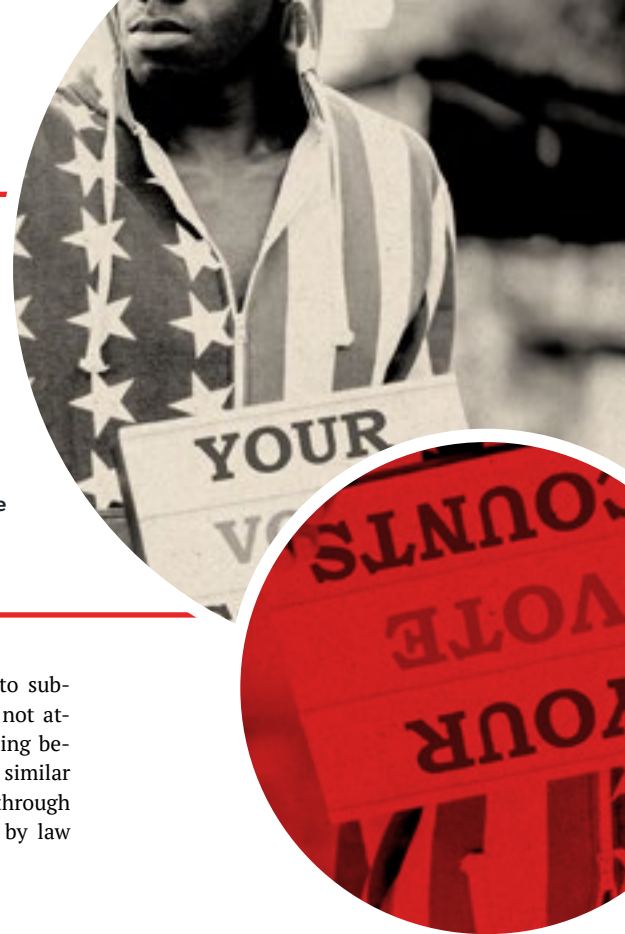 YOUR
COUNTS
VOTE
YOUR
e
to sub-
not at-
ing be-
similar
through
by law